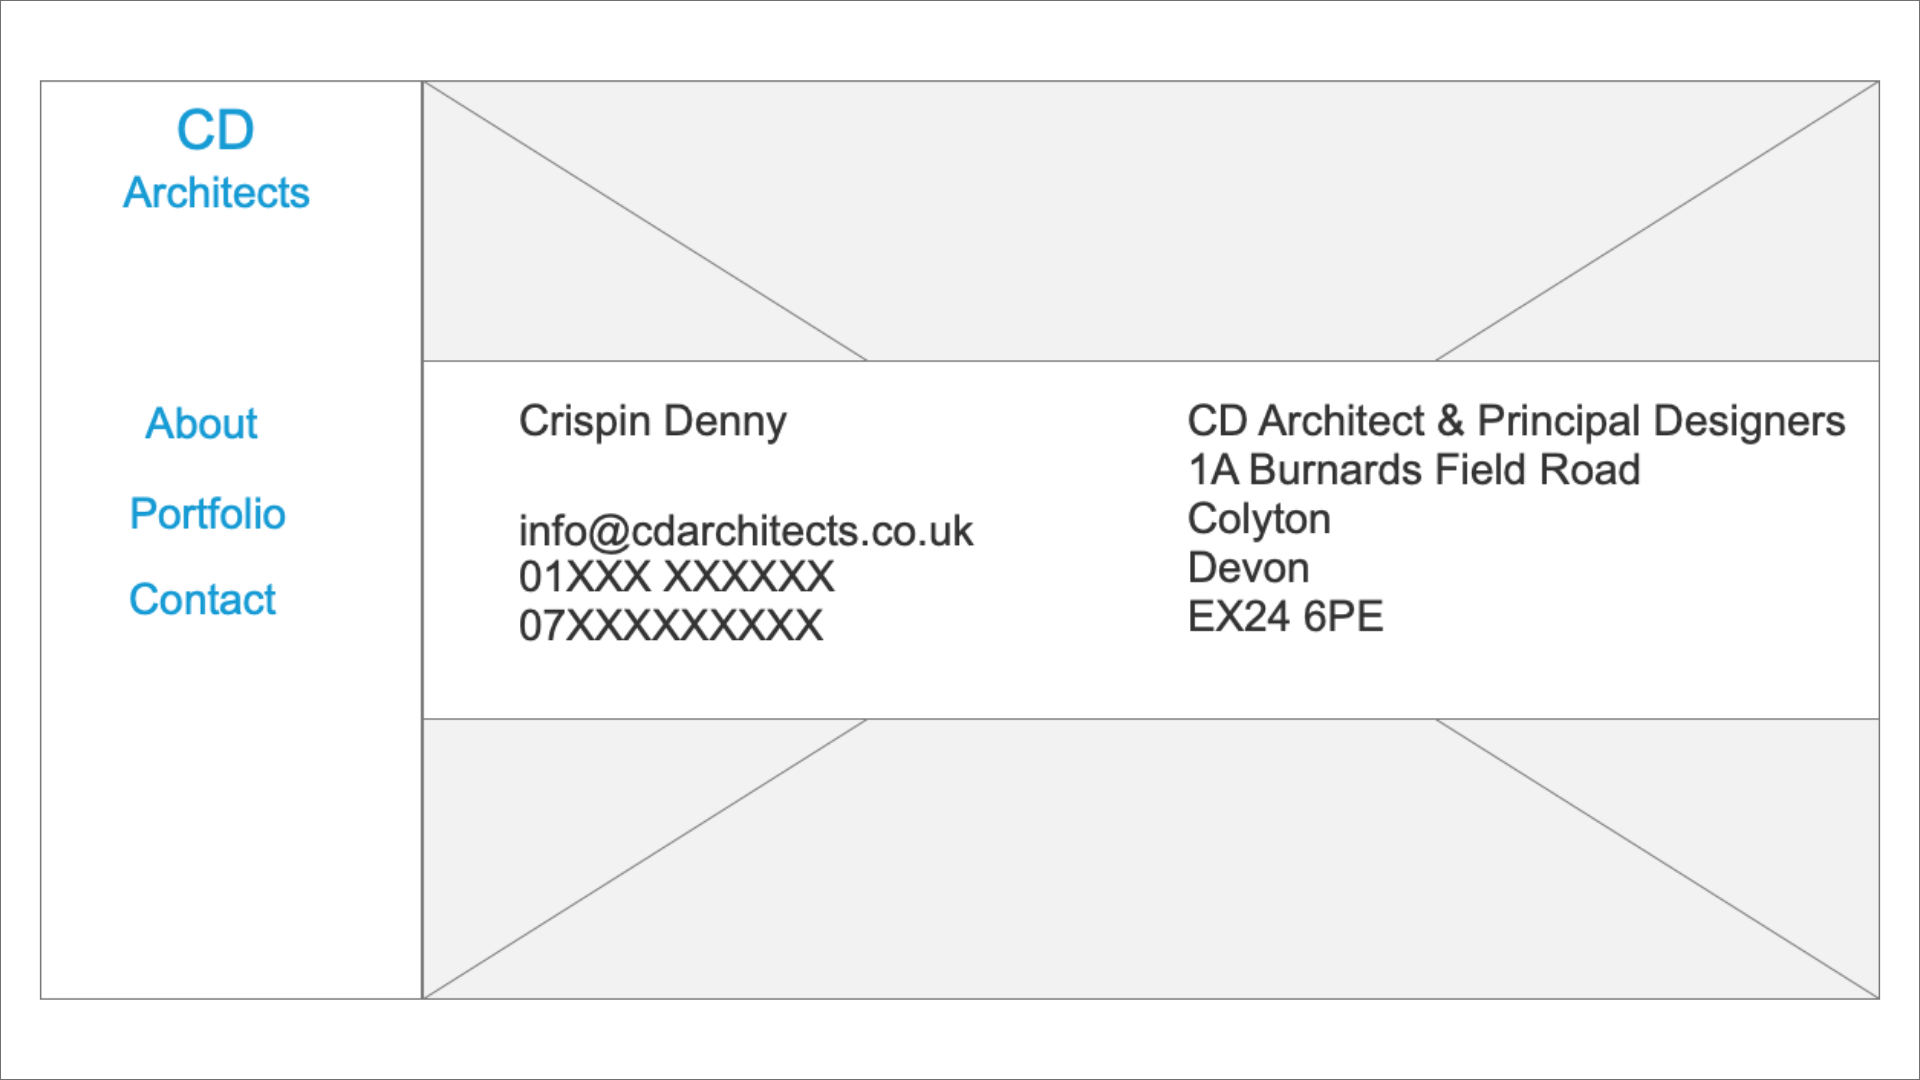 CD
Architects
About
Portfolio
Contact
Crispin Denny
info@cdarchitects.co.uk
01XXX XXXXXX
07XXXXXXXXX
CD Architect & Principal Designers
1A Burnards Field Road
Colyton
Devon
EX24 6PE